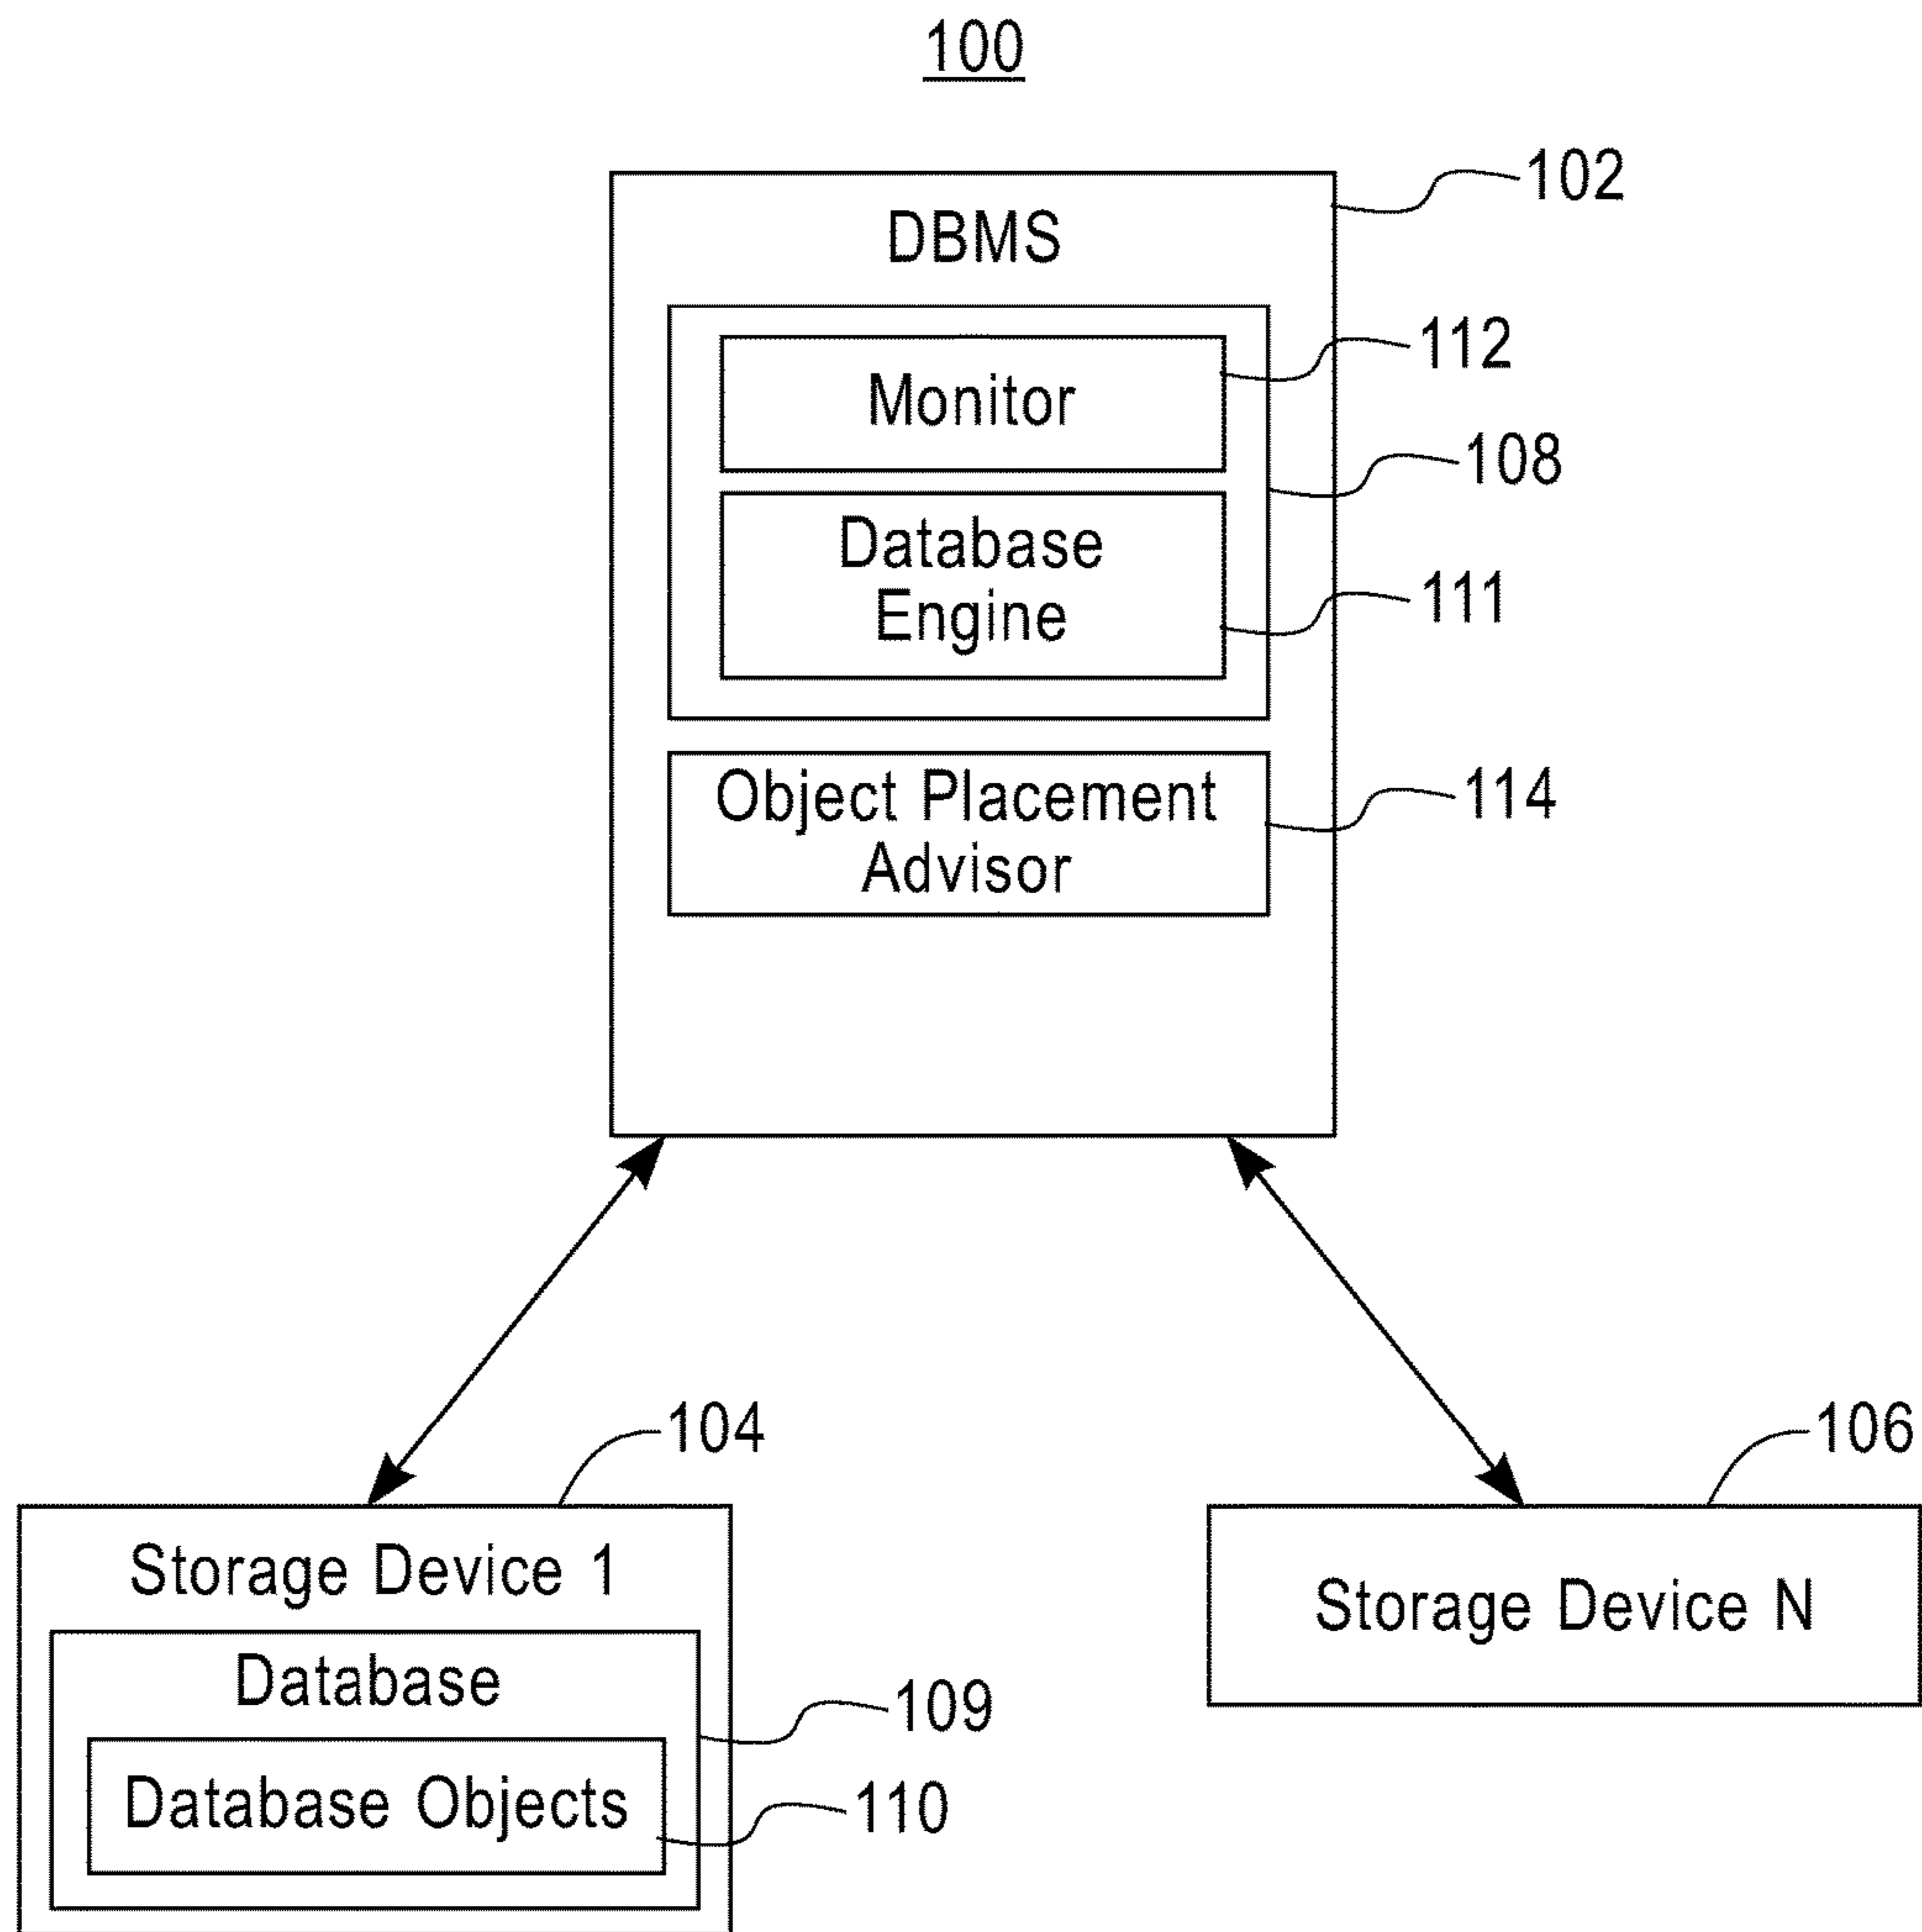 100
102
DBMS
112
Monitor
108
Database
Engine
111
Object Placement
Advisor
114
104
106
Storage Device 1
Storage Device N
Database
109
Database Objects
110